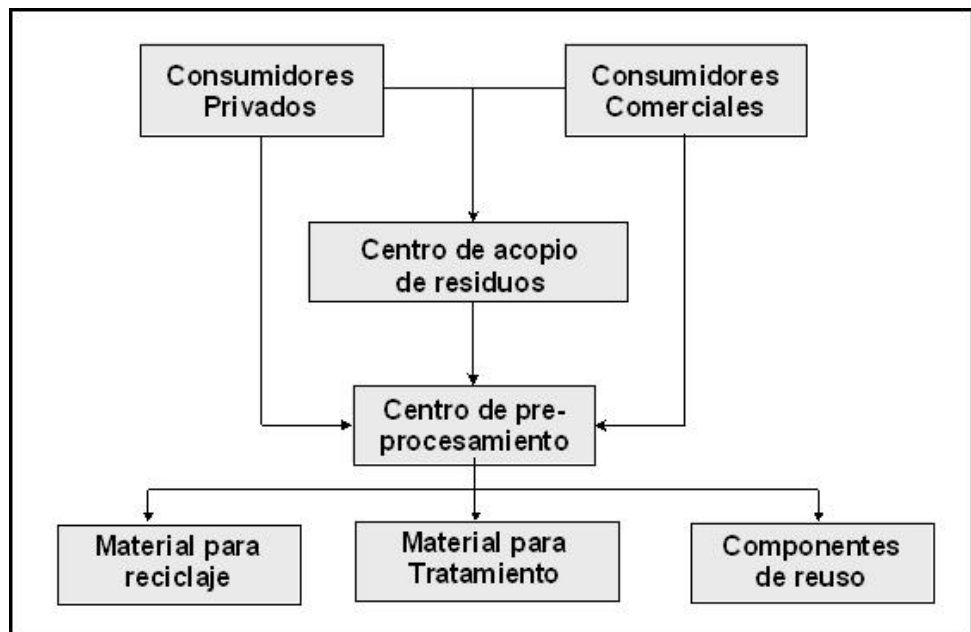 Consumidores
Privados
Consumidores
Comerciales
Centro de acopio
de residuos
Centro de pre-
procesamiento
Material para
reciclaje
Material para
Tratamiento
Componentes
de reuso